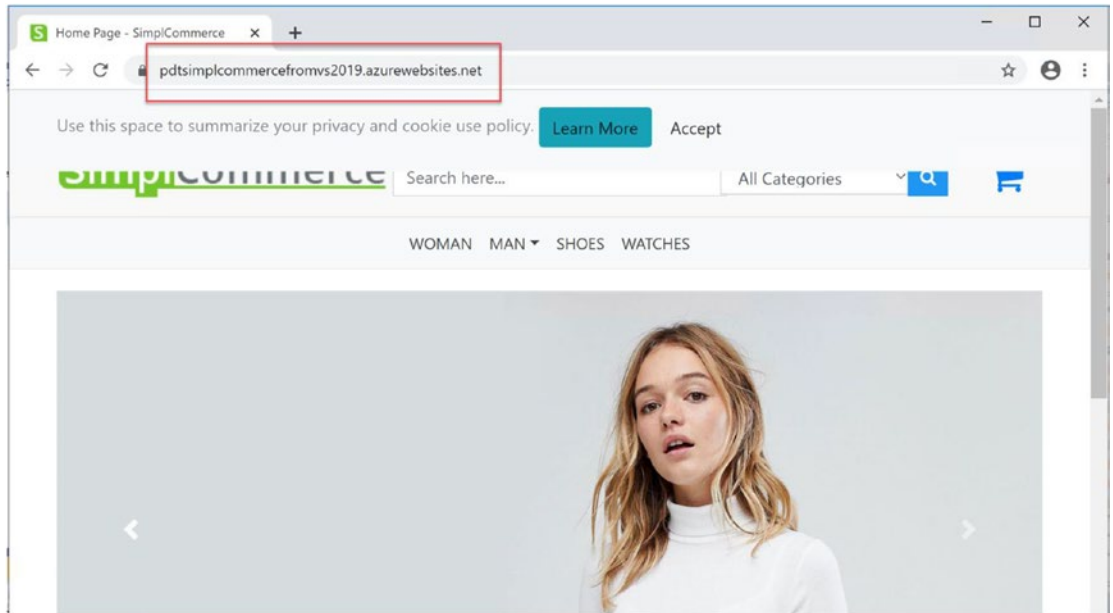 S Home Page - SimplCommerce
pdtsimplcommercefromvs2019.azurewebsites.net
Use this space to summarize your privacy and cookie use policy. Learn More Accept
simplcommerce Search here... All Categories
WOMAN MAN SHOES WATCHES